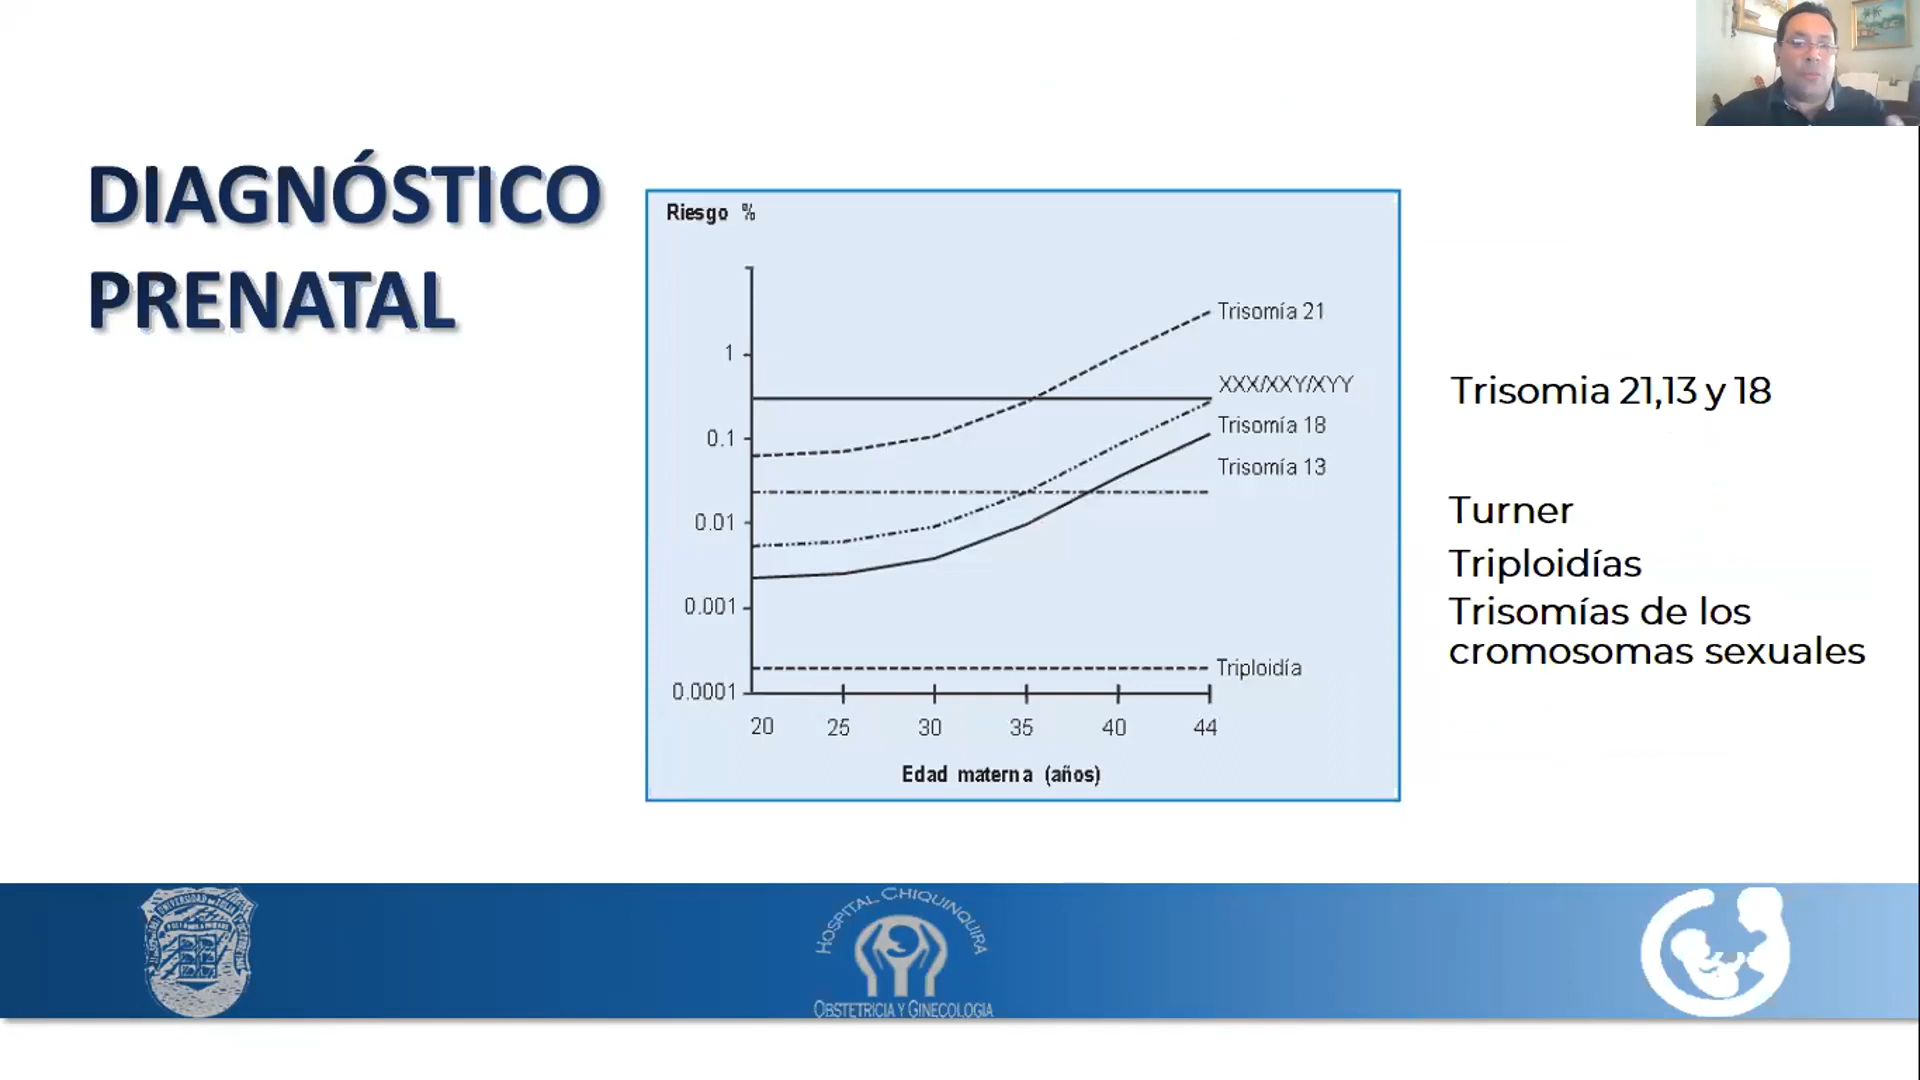 DIAGNÓSTICO
PRENATAL
Riesgo %
Trisomía 21
1
XXX/XXY/XYY
Trisomía 18
0.1
Trisomía 13
0.01
0.001
Triploidía
0.0001
20 25 30 35 40 44
Edad materna (años)
Trisomia 21,13 y 18
Turner
Triploidías
Trisomías de los
cromosomas sexuales
HOSPITAL CHIQUINQUIRA
OBSTETRICIA Y GINECOLOGIA